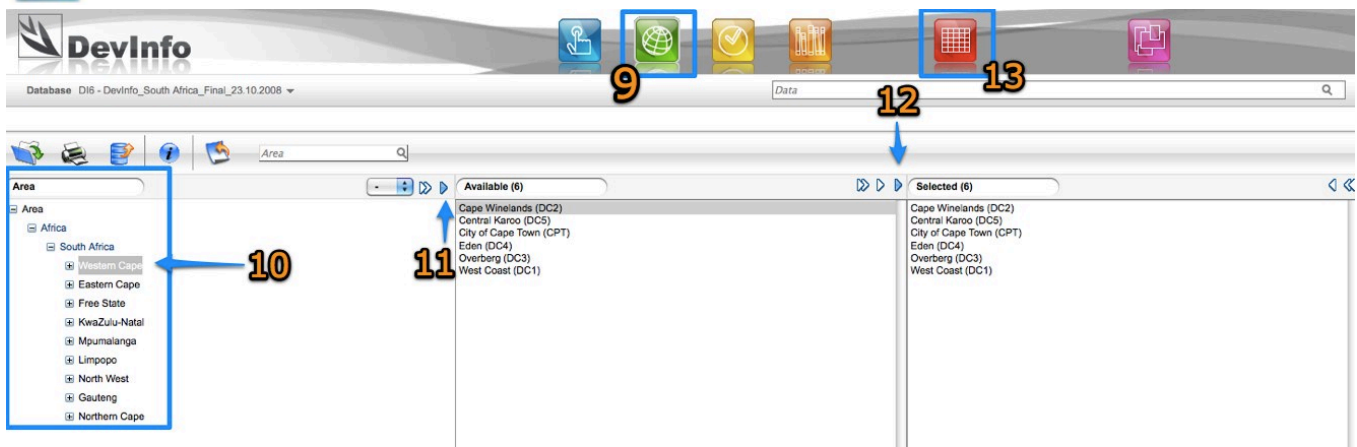 DevInfo
9
13
Database DI6 - DevInfo_South Africa_Final_23.10.2008
Data
12
Area
Area
-
Available (6)
Selected (6)
Area
Africa
South Africa
Western Cape
Eastern Cape
Free State
KwaZulu-Natal
Mpumalanga
Limpopo
North West
Gauteng
Northern Cape
10
11
Cape Winelands (DC2)
Central Karoo (DC5)
City of Cape Town (CPT)
Eden (DC4)
Overberg (DC3)
West Coast (DC1)
Cape Winelands (DC2)
Central Karoo (DC5)
City of Cape Town (CPT)
Eden (DC4)
Overberg (DC3)
West Coast (DC1)